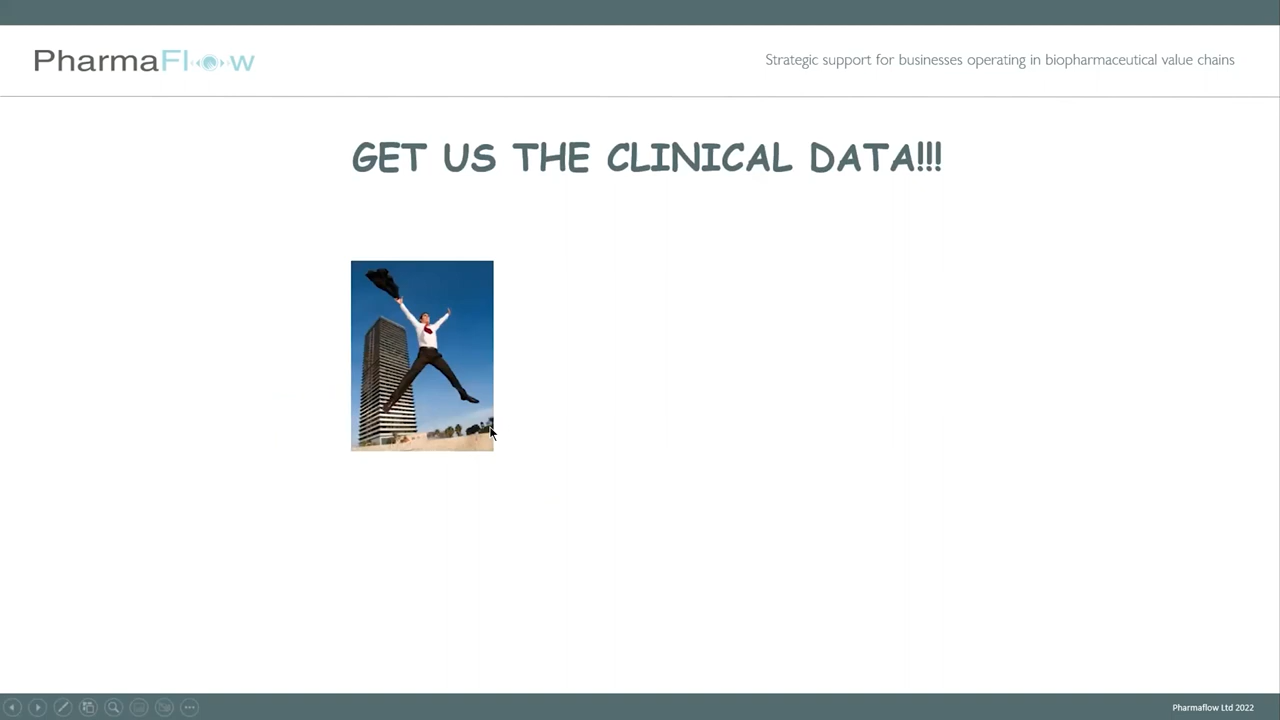 PharmaFlow
Strategic support for businesses operating in biopharmaceutical value chains
GET US THE CLINICAL DATA!!!
Pharmaflow Ltd 2022